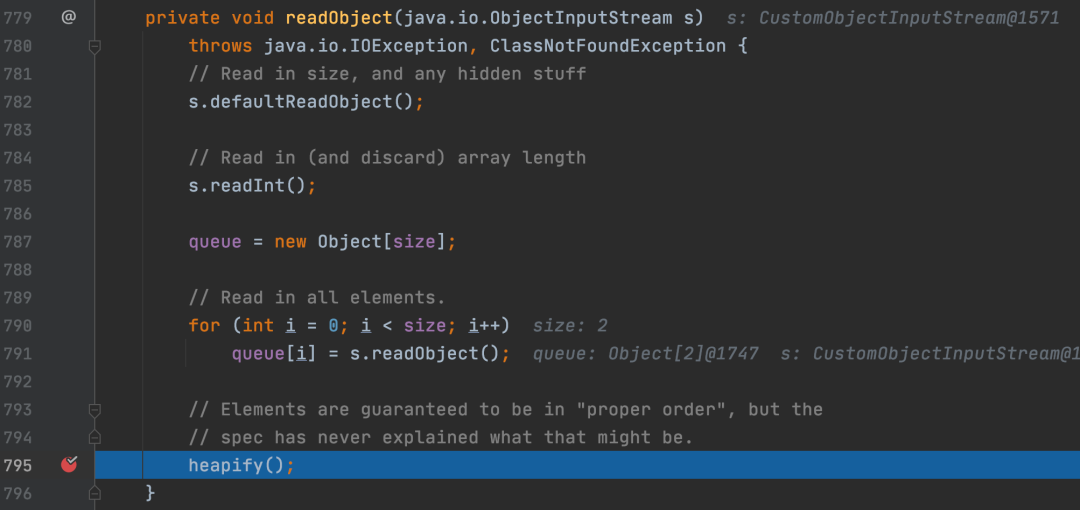 779 @ private void readObject(java.io.ObjectInputStream s)  s: CustomObjectInputStream@1571
780 throws java.io.IOException, ClassNotFoundException {
781 // Read in size, and any hidden stuff
782 s.defaultReadObject();
783
784 // Read in (and discard) array length
785 s.readInt();
786
787 queue = new Object[size];
788
789 // Read in all elements.
790 for (int i = 0; i < size; i++)  size: 2
791 queue[i] = s.readObject();  queue: Object[2]@1747  s: CustomObjectInputStream@1
792
793 // Elements are guaranteed to be in "proper order", but the
794 // spec has never explained what that might be.
795 heapify();
796 }